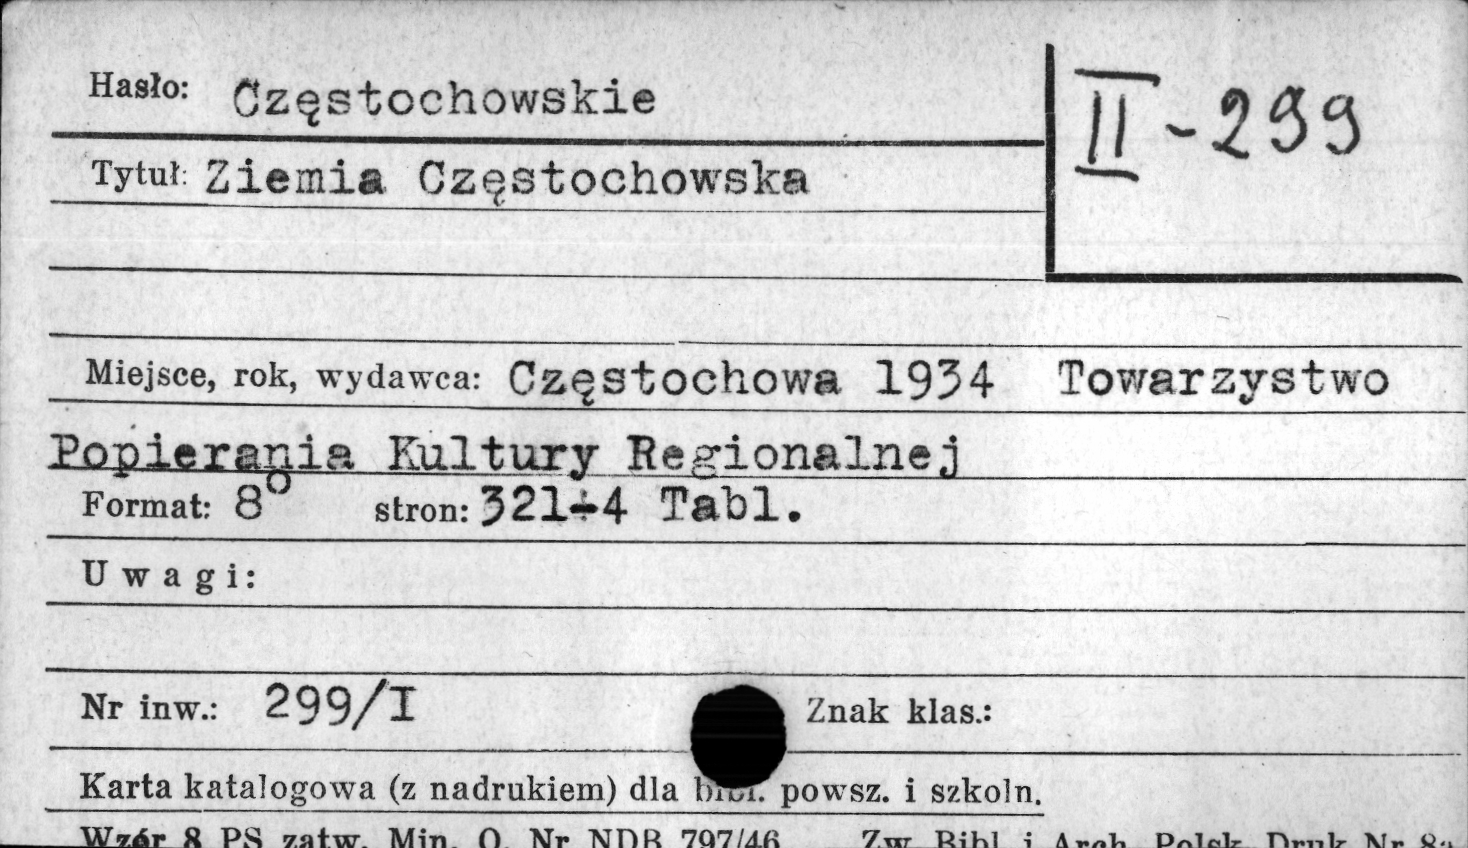 Hasło: Częstochowskie
II-299
Tytuł: Ziemia Częstochowska
Miejsce, rok, wydawca: Częstochowa 1934 Towarzystwo
Popierania Kultury Regionalnej
Format: 8° stron: 321÷4 Tabl.
Uwagi:
Nr inw.: 299/I Znak klas.:
Karta katalogowa (z nadrukiem) dla bibl. powsz. i szkoln.
Wzór 8 PS zatw. Min. O. Nr NDB 797/46 Zw. Bibl. i Arch. Polsk. Druk Nr 8a